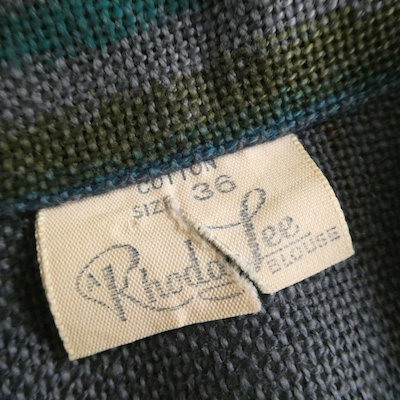 COTTON
SIZE 36
A Rhoda Lee
BLOUSE